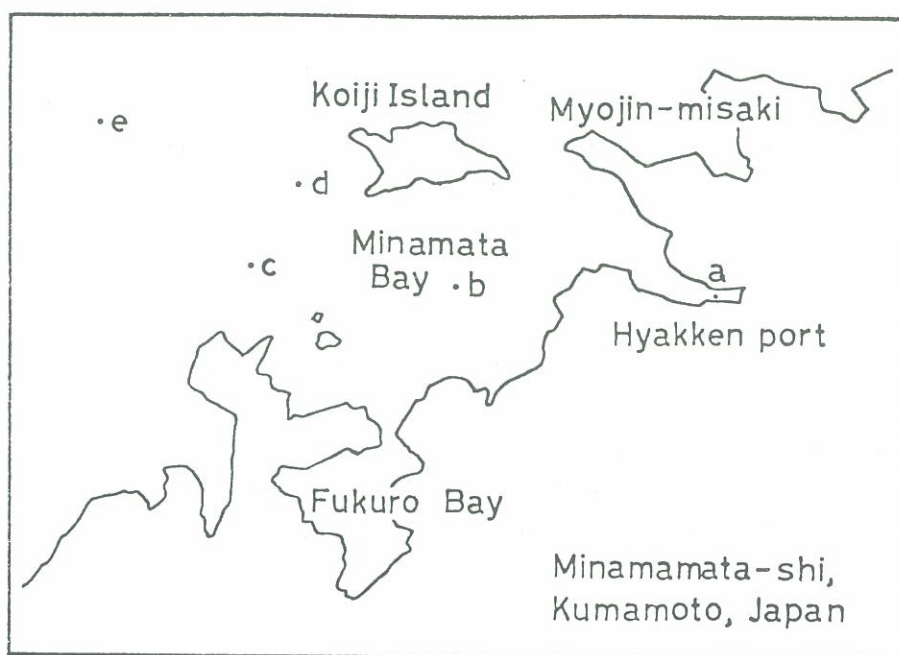 Koiji Island
Myojin-misaki
e
d
Minamata
Bay
c
b
a
Hyakken port
Fukuro Bay
Minamamata-shi,
Kumamoto, Japan